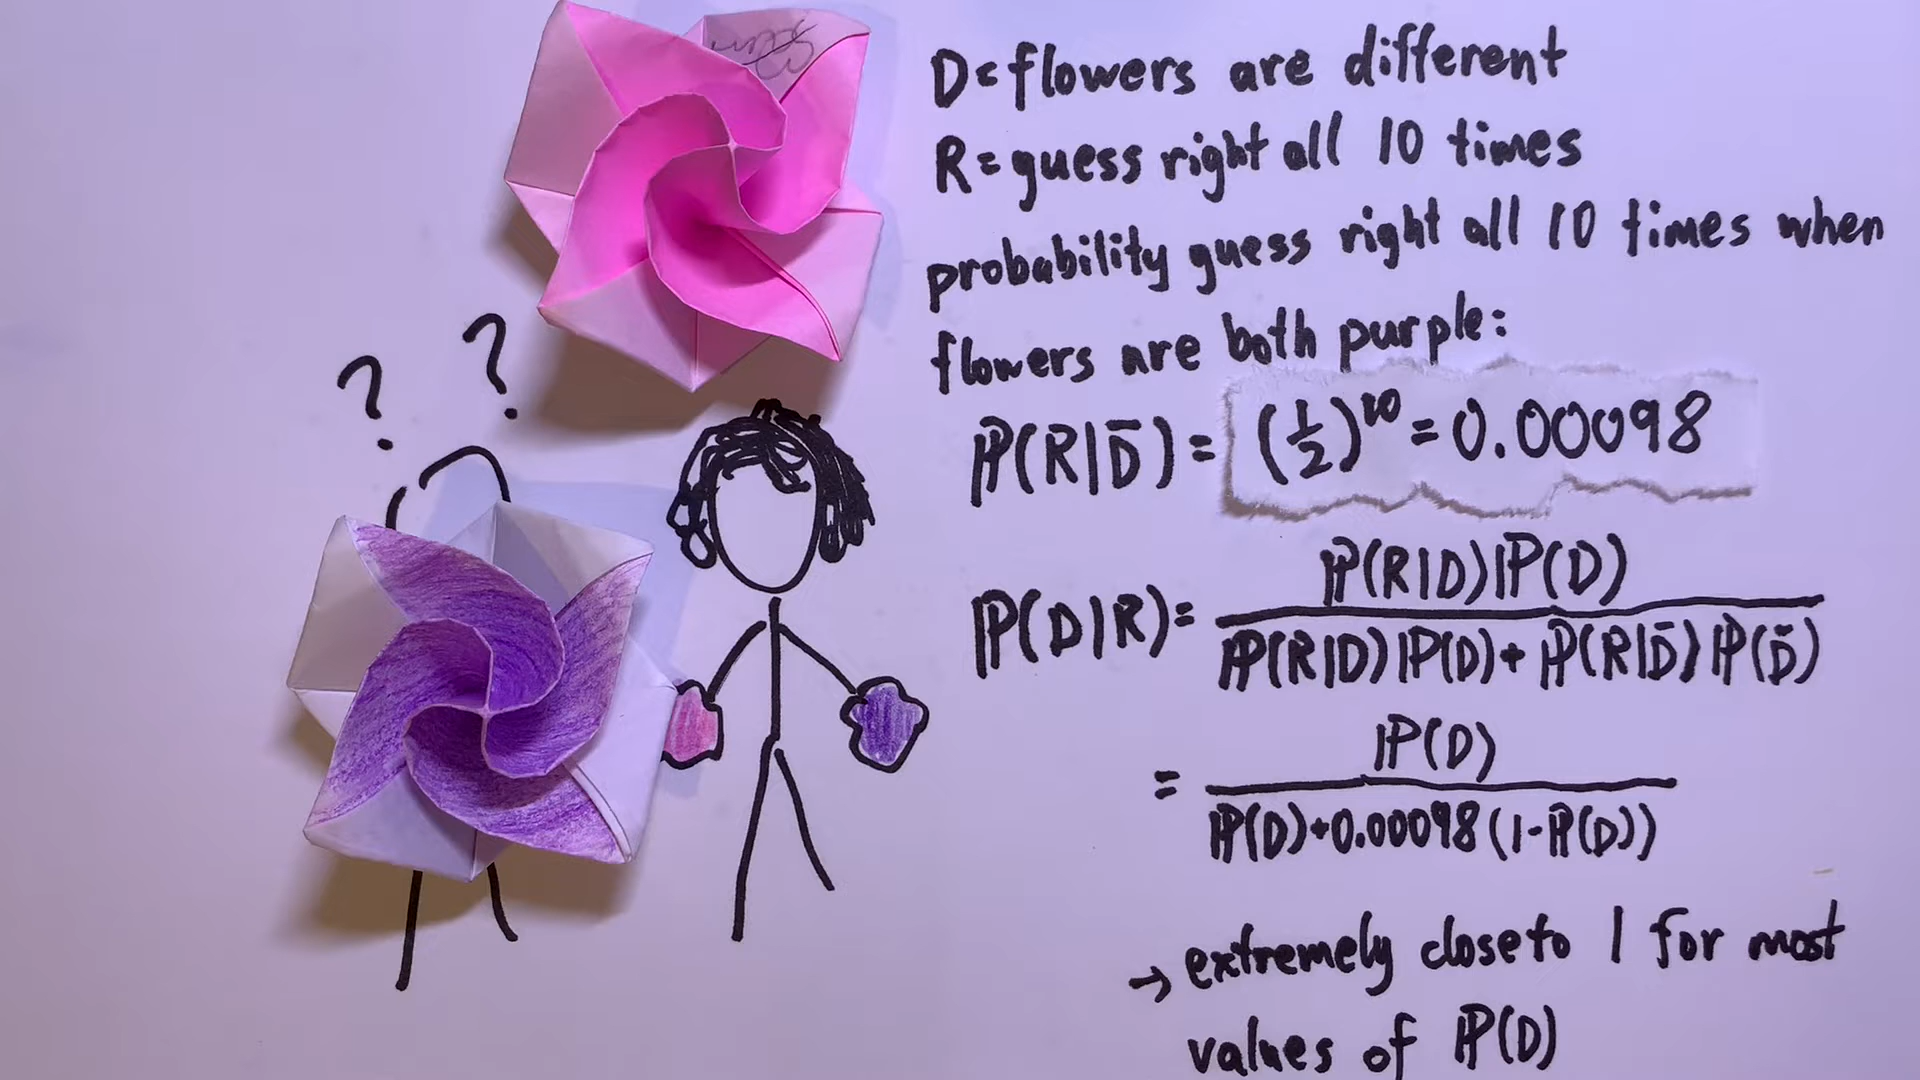 ? ?
D=flowers are different
R=guess right all 10 times
probability guess right all 10 times when
flowers are both purple:
ℙ(R|D̄)= (1/2)^10 = 0.00098
ℙ(D|R)= ℙ(R|D)ℙ(D) / ℙ(R|D)ℙ(D)+ℙ(R|D̄)ℙ(D̄)
= ℙ(D) / ℙ(D)+0.00098(1-ℙ(D))
→ extremely close to 1 for most
values of ℙ(D)